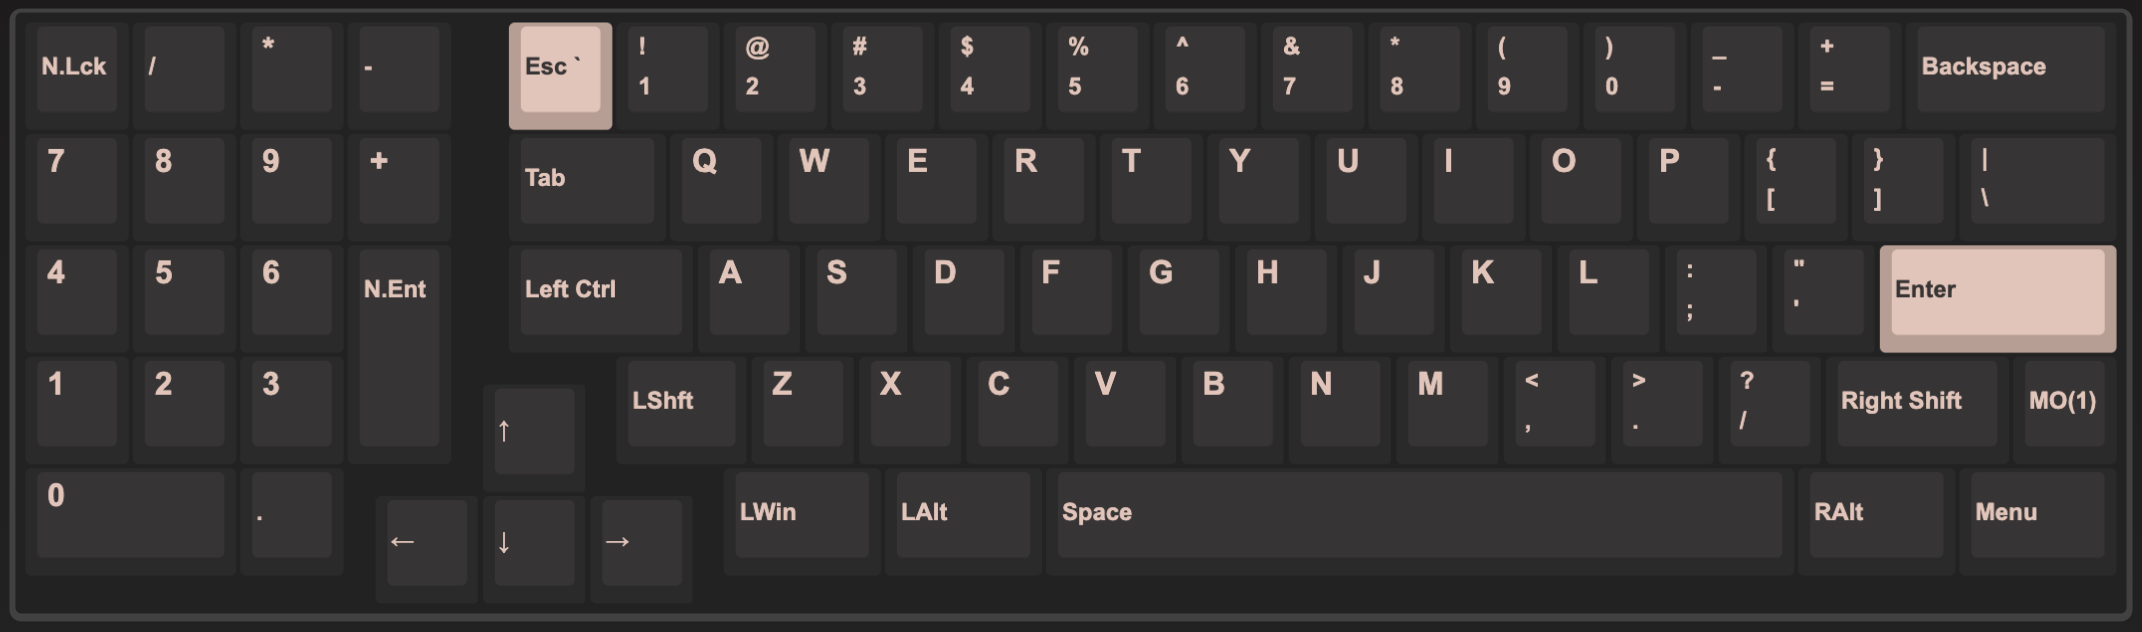 N.Lck / * - Esc ` ! @ # $ % ^ & * ( ) _ + Backspace
1 2 3 4 5 6 7 8 9 0 - =
7 8 9 + Tab Q W E R T Y U I O P { } |
[ ] \
4 5 6 N.Ent Left Ctrl A S D F G H J K L : " Enter
; '
1 2 3 ↑ LShft Z X C V B N M < > ? Right Shift MO(1)
, . /
0 . ← ↓ → LWin LAlt Space RAlt Menu